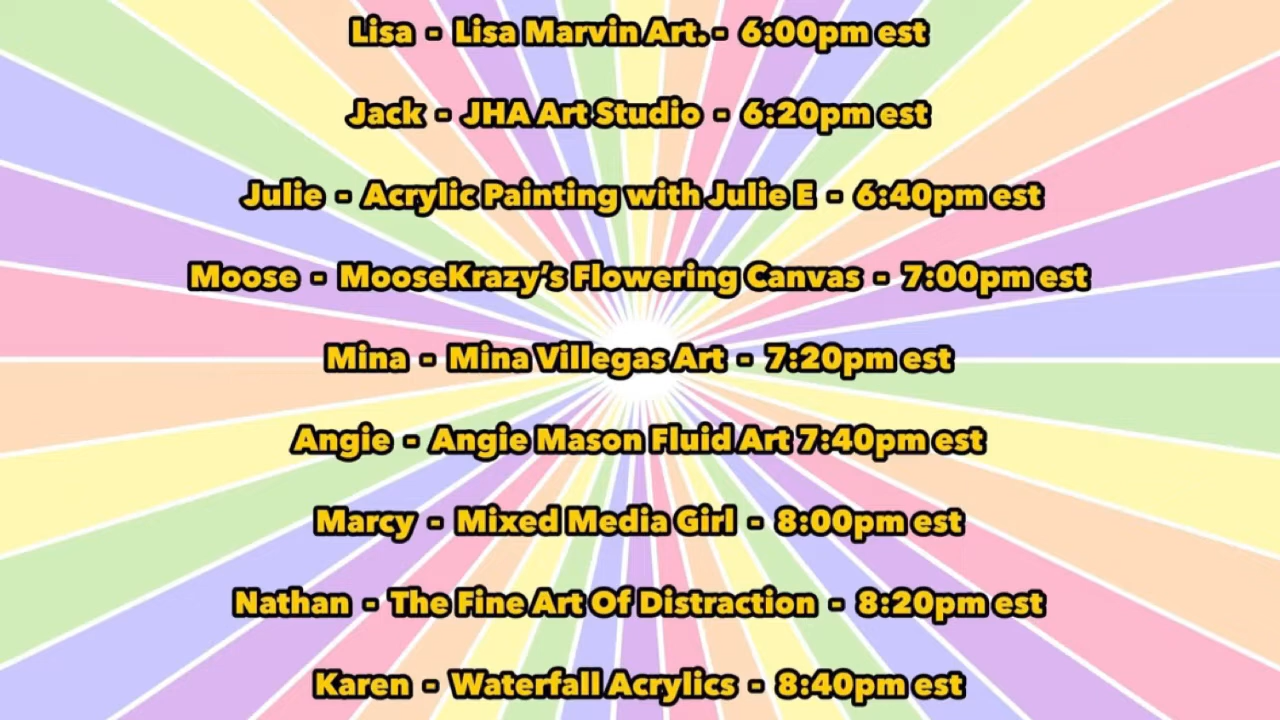 Lisa - Lisa Marvin Art. - 6:00pm est
Jack - JHA Art Studio - 6:20pm est
Julie - Acrylic Painting with Julie E - 6:40pm est
Moose - MooseKrazy's Flowering Canvas - 7:00pm est
Mina - Mina Villegas Art - 7:20pm est
Angie - Angie Mason Fluid Art 7:40pm est
Marcy - Mixed Media Girl - 8:00pm est
Nathan - The Fine Art Of Distraction - 8:20pm est
Karen - Waterfall Acrylics - 8:40pm est